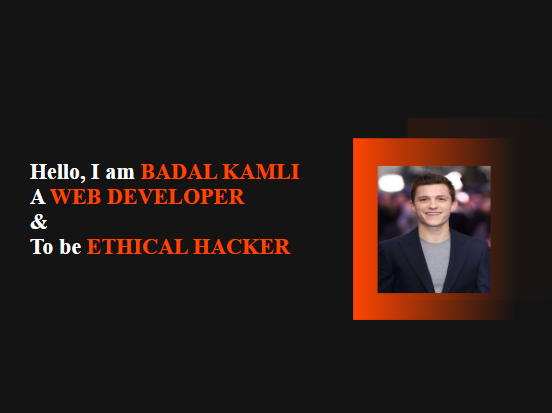 Hello, I am BADAL KAMLI
A WEB DEVELOPER
&
To be ETHICAL HACKER